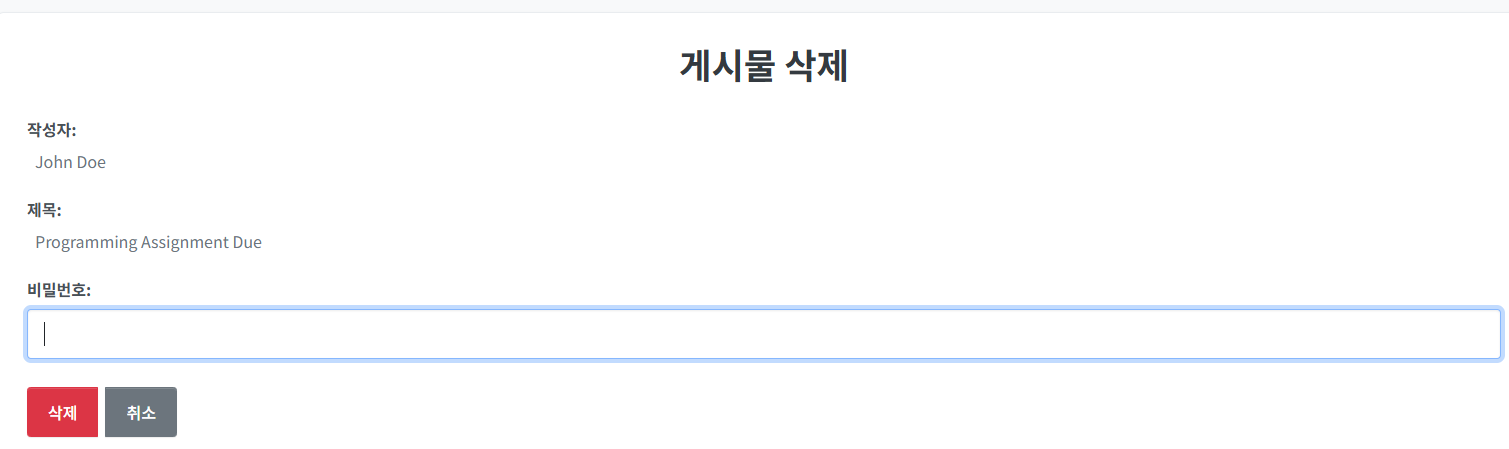 게시물 삭제
작성자:
John Doe
제목:
Programming Assignment Due
비밀번호:
삭제 취소